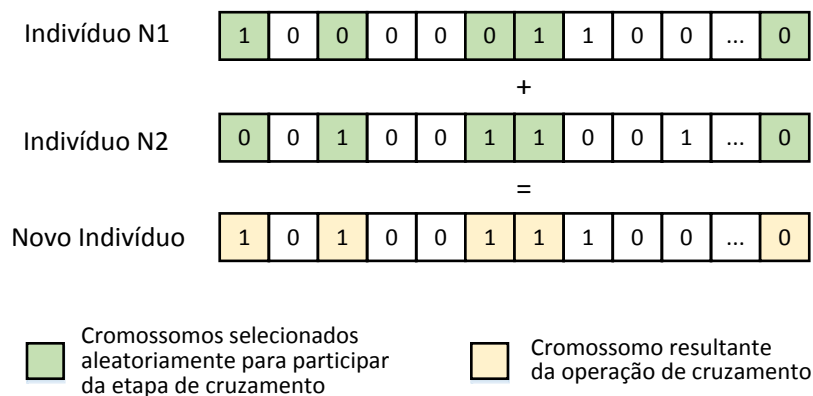 Indivíduo N1 1 0 0 0 0 0 1 1 0 0 ... 0
+
Indivíduo N2 0 0 1 0 0 1 1 0 0 1 ... 0
=
Novo Indivíduo 1 0 1 0 0 1 1 1 0 0 ... 0
Cromossomos selecionados
aleatoriamente para participar
da etapa de cruzamento
Cromossomo resultante
da operação de cruzamento